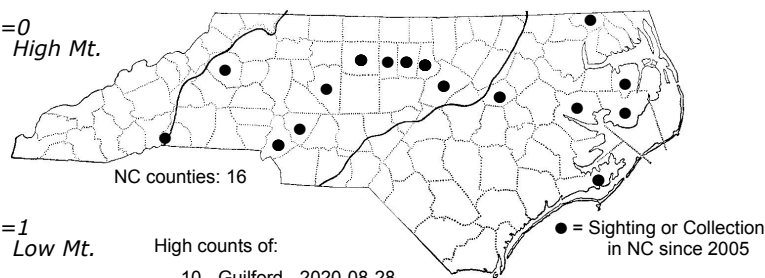 =0
High Mt.
NC counties: 16
=1
Low Mt.
High counts of:
● = Sighting or Collection
in NC since 2005
10 - Guilford - 2020-08-28